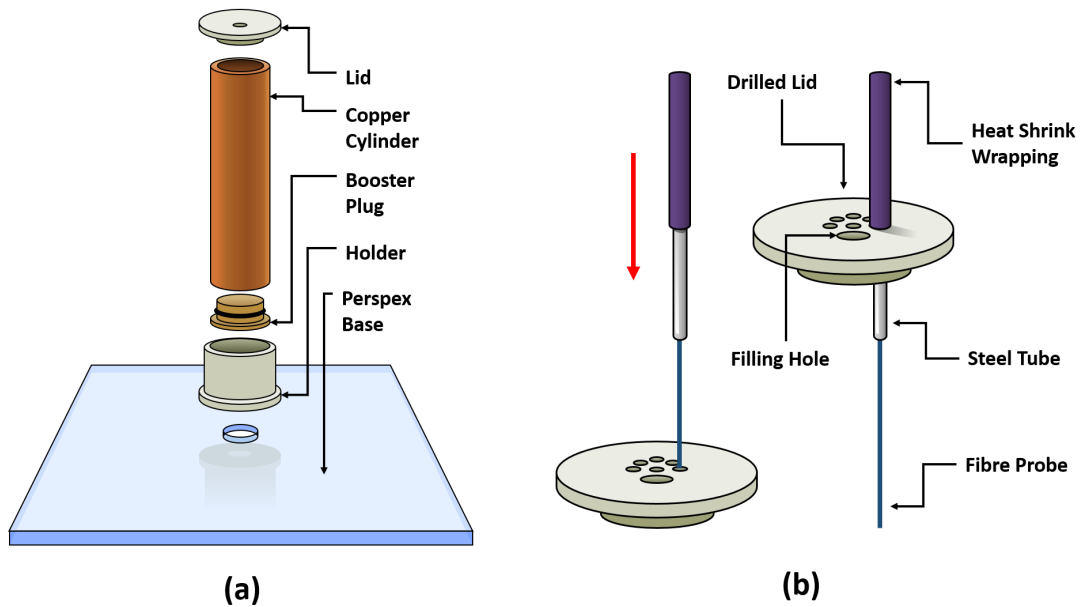 Lid
Copper
Cylinder
Booster
Plug
Holder
Perspex
Base
(a)
Drilled Lid
Heat Shrink
Wrapping
Filling Hole
Steel Tube
Fibre Probe
(b)